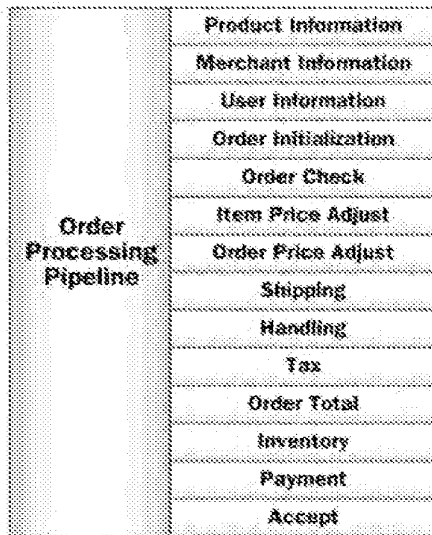 Order
Processing
Pipeline
Product Information
Merchant Information
User Information
Order Initialization
Order Check
Item Price Adjust
Order Price Adjust
Shipping
Handling
Tax
Order Total
Inventory
Payment
Accept